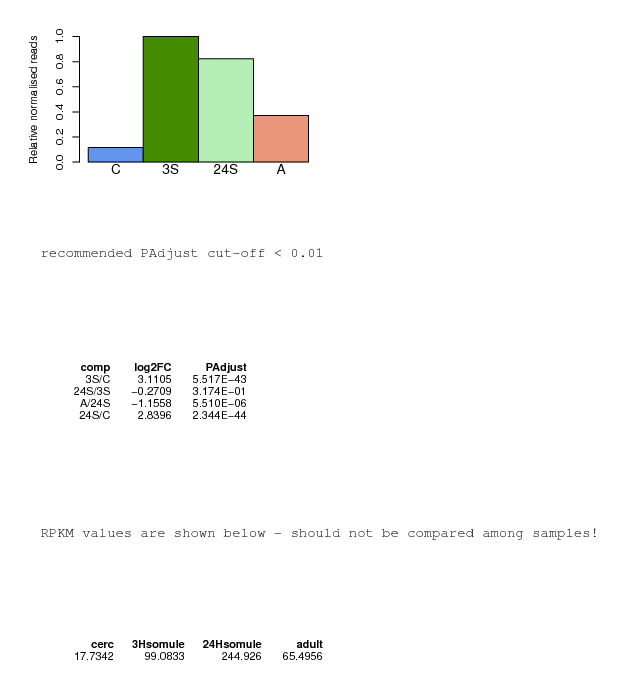 Relative normalised reads
1.0
0.8
0.6
0.4
0.2
0.0
C 3S 24S A
recommended PAdjust cut-off < 0.01
comp log2FC PAdjust
3S/C 3.1105 5.517E−43
24S/3S −0.2709 3.174E−01
A/24S −1.1558 5.510E−06
24S/C 2.8396 2.344E−44
RPKM values are shown below - should not be compared among samples!
cerc 3Hsomule 24Hsomule adult
17.7342 99.0833 244.926 65.4956